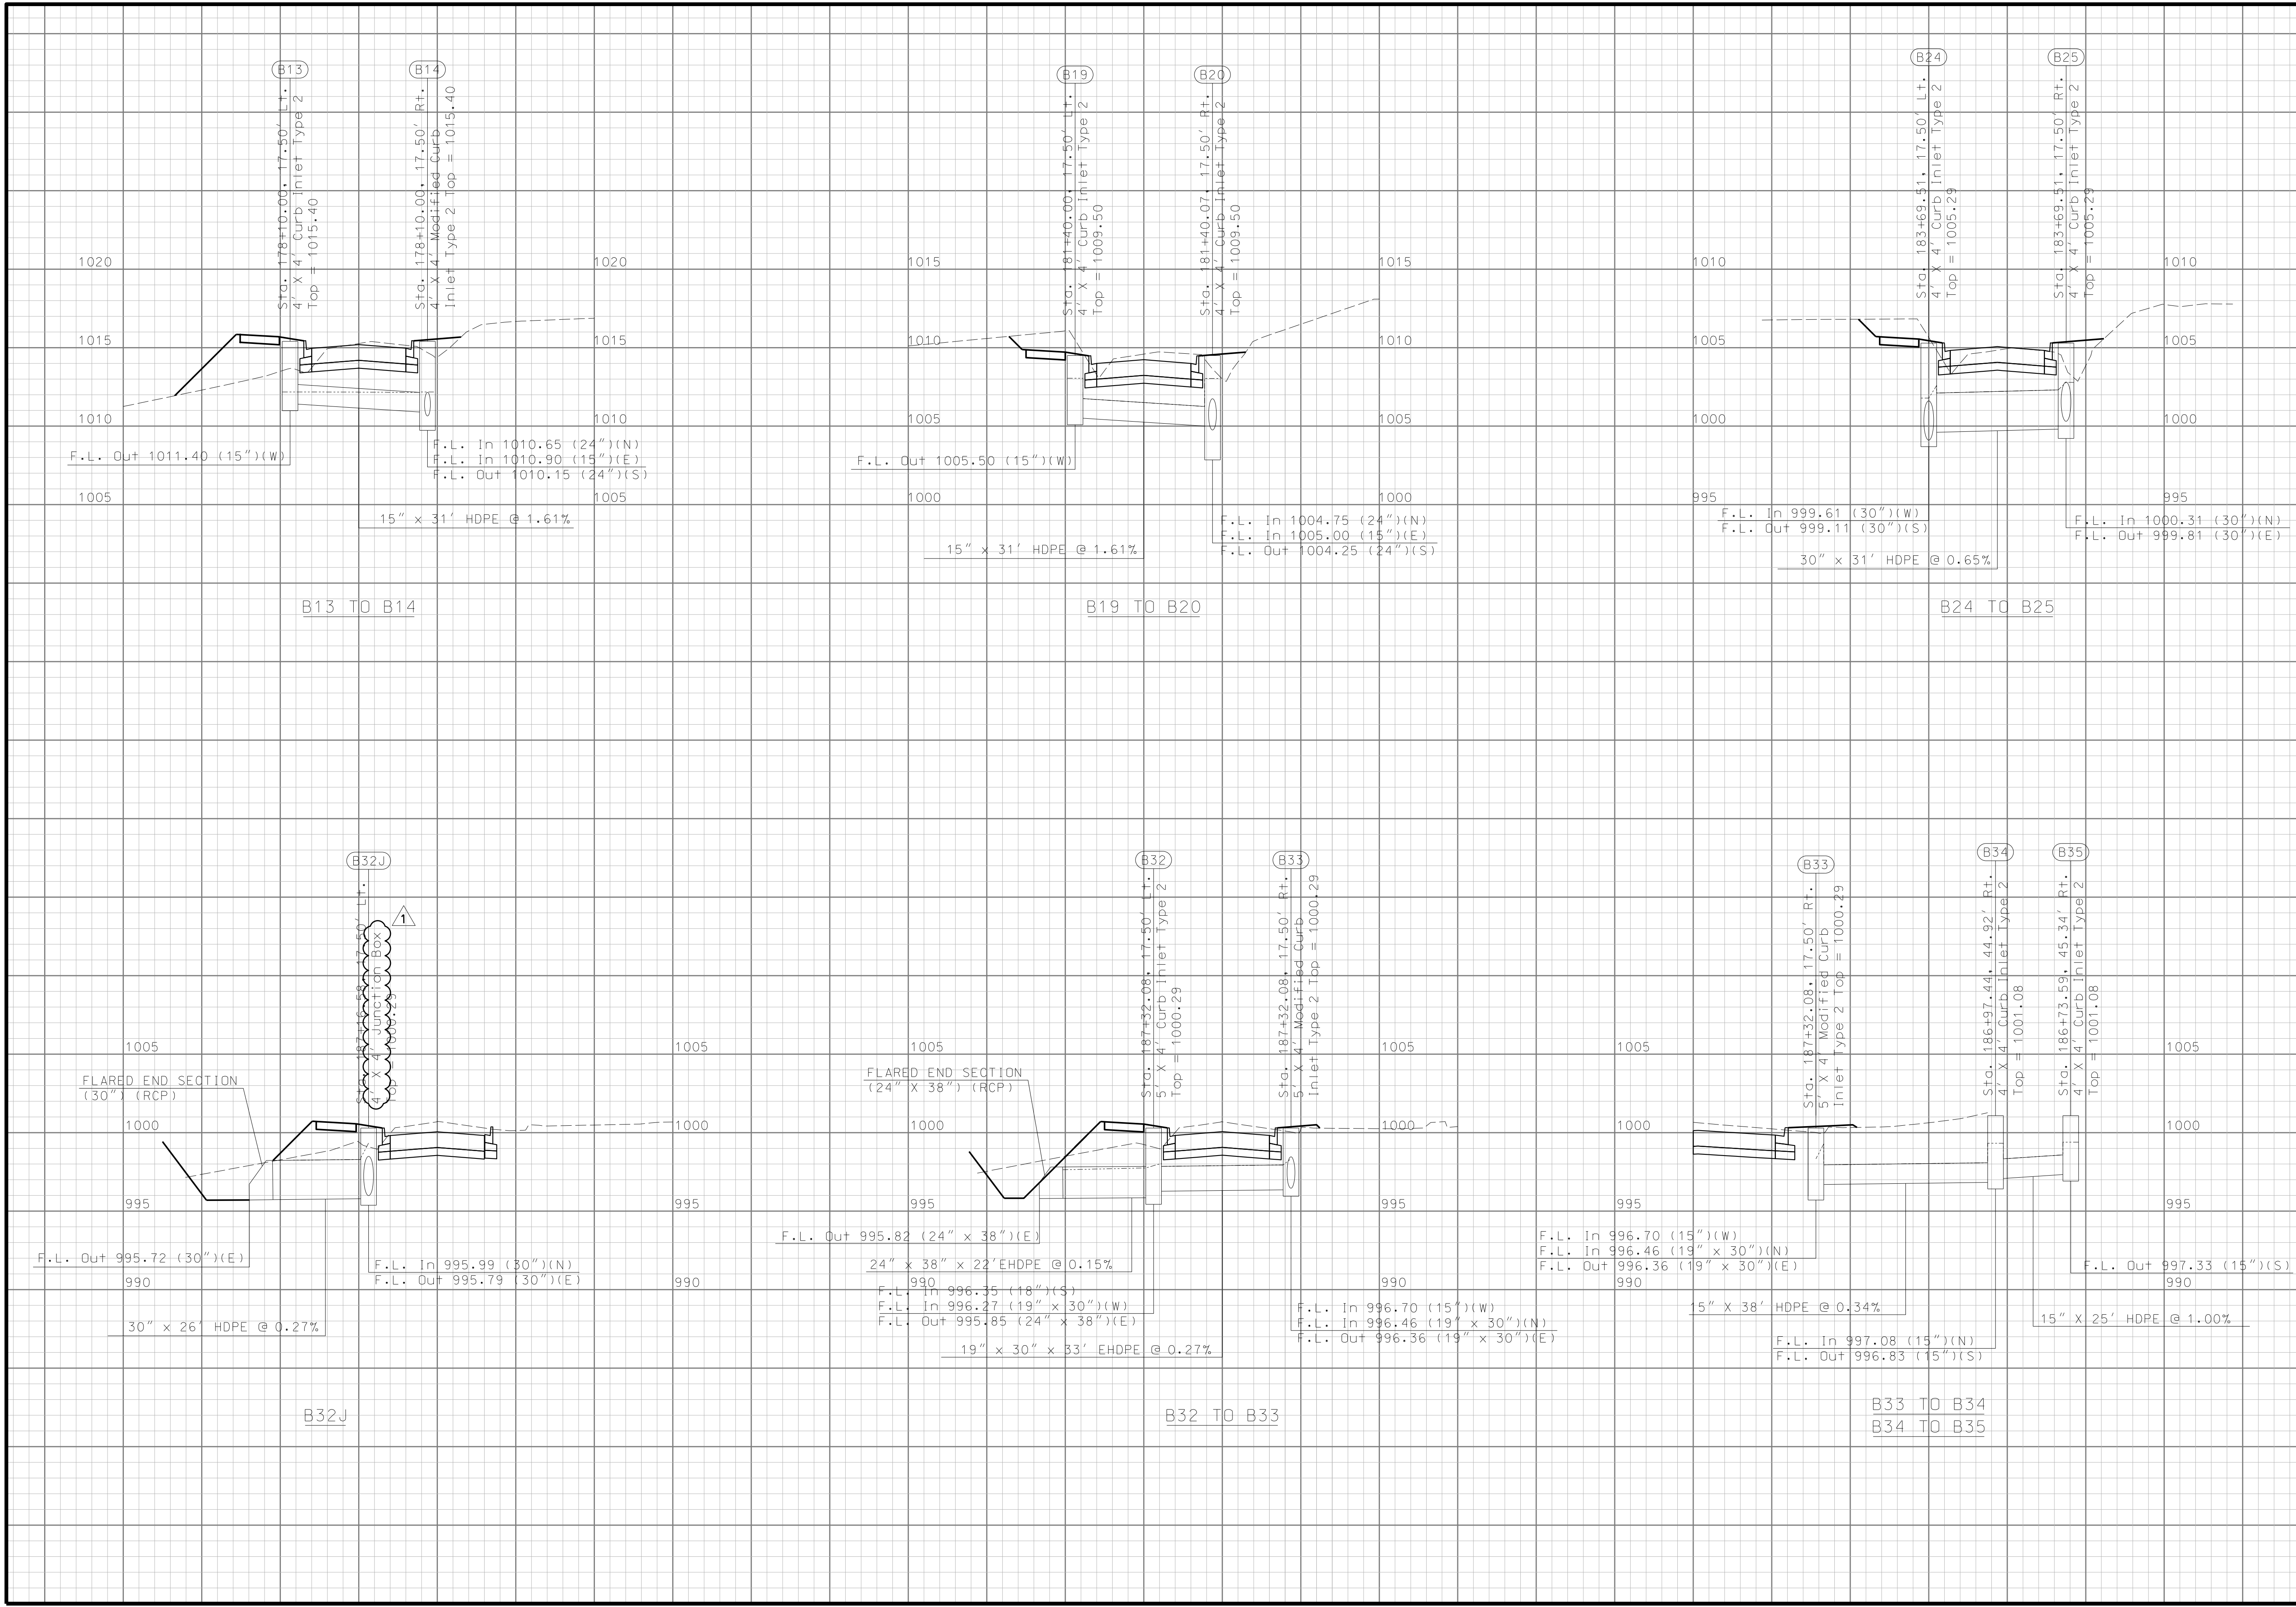 B13
Sta. 178+10.00, 17.50' Lt.
4' X 4' Curb Inlet Type 2
Top = 1015.40
B14
Sta. 178+10.00, 17.50' Rt.
4' X 4' Modified Curb
Inlet Type 2 Top = 1015.40
1020
1020
1015
1015
1010
1010
1005
1005
F.L. Out 1011.40 (15")(W)
F.L. In 1010.65 (24")(N)
F.L. In 1010.90 (15")(E)
F.L. Out 1010.15 (24")(S)
15" x 31' HDPE @ 1.61%
B13 TO B14
B19
Sta. 181+40.00, 17.50' Lt.
4' X 4' Curb Inlet Type 2
Top = 1009.50
B20
Sta. 181+40.07, 17.50' Rt.
4' X 4' Curb Inlet Type 2
Top = 1009.50
1015
1015
1010
1010
1005
1005
1000
1000
F.L. Out 1005.50 (15")(W)
F.L. In 1004.75 (24")(N)
F.L. In 1005.00 (15")(E)
F.L. Out 1004.25 (24")(S)
15" x 31' HDPE @ 1.61%
B19 TO B20
B24
Sta. 183+69.51, 17.50' Lt.
4' X 4' Curb Inlet Type 2
Top = 1005.29
B25
Sta. 183+69.51, 17.50' Rt.
4' X 4' Curb Inlet Type 2
Top = 1005.29
1010
1010
1005
1005
1000
1000
995
995
F.L. In 999.61 (30")(W)
F.L. Out 999.11 (30")(S)
F.L. In 1000.31 (30")(N)
F.L. Out 999.81 (30")(E)
30" x 31' HDPE @ 0.65%
B24 TO B25
B32J
Sta. 187+16.58, 17.50' Lt.
4' X 4' Junction Box
Top = 1000.29
1
1005
1005
FLARED END SECTION
(30") (RCP)
1000
1000
995
995
F.L. Out 995.72 (30")(E)
F.L. In 995.99 (30")(N)
F.L. Out 995.79 (30")(E)
990
990
30" x 26' HDPE @ 0.27%
B32J
B32
Sta. 187+32.08, 17.50' Lt.
5' X 4' Curb Inlet Type 2
Top = 1000.29
B33
Sta. 187+32.08, 17.50' Rt.
5' X 4' Modified Curb
Inlet Type 2 Top = 1000.29
1005
1005
FLARED END SECTION
(24" X 38") (RCP)
1000
1000
995
995
F.L. Out 995.82 (24" x 38")(E)
24" x 38" x 22'EHDPE @ 0.15%
990
990
F.L. In 996.35 (18")(S)
F.L. In 996.27 (19" x 30")(W)
F.L. Out 995.85 (24" x 38")(E)
F.L. In 996.70 (15")(W)
F.L. In 996.46 (19" x 30")(N)
F.L. Out 996.36 (19" x 30")(E)
19" x 30" x 33' EHDPE @ 0.27%
B32 TO B33
B33
Sta. 187+32.08, 17.50' Rt.
5' X 4' Modified Curb
Inlet Type 2 Top = 1000.29
B34
Sta. 186+97.44, 44.92' Rt.
4' X 4' Curb Inlet Type 2
Top = 1001.08
B35
Sta. 186+73.59, 45.34' Rt.
4' X 4' Curb Inlet Type 2
Top = 1001.08
1005
1005
1000
1000
995
995
F.L. In 996.70 (15")(W)
F.L. In 996.46 (19" x 30")(N)
F.L. Out 996.36 (19" x 30")(E)
F.L. Out 997.33 (15")(S)
990
990
15" X 38' HDPE @ 0.34%
15" X 25' HDPE @ 1.00%
F.L. In 997.08 (15")(N)
F.L. Out 996.83 (15")(S)
B33 TO B34
B34 TO B35